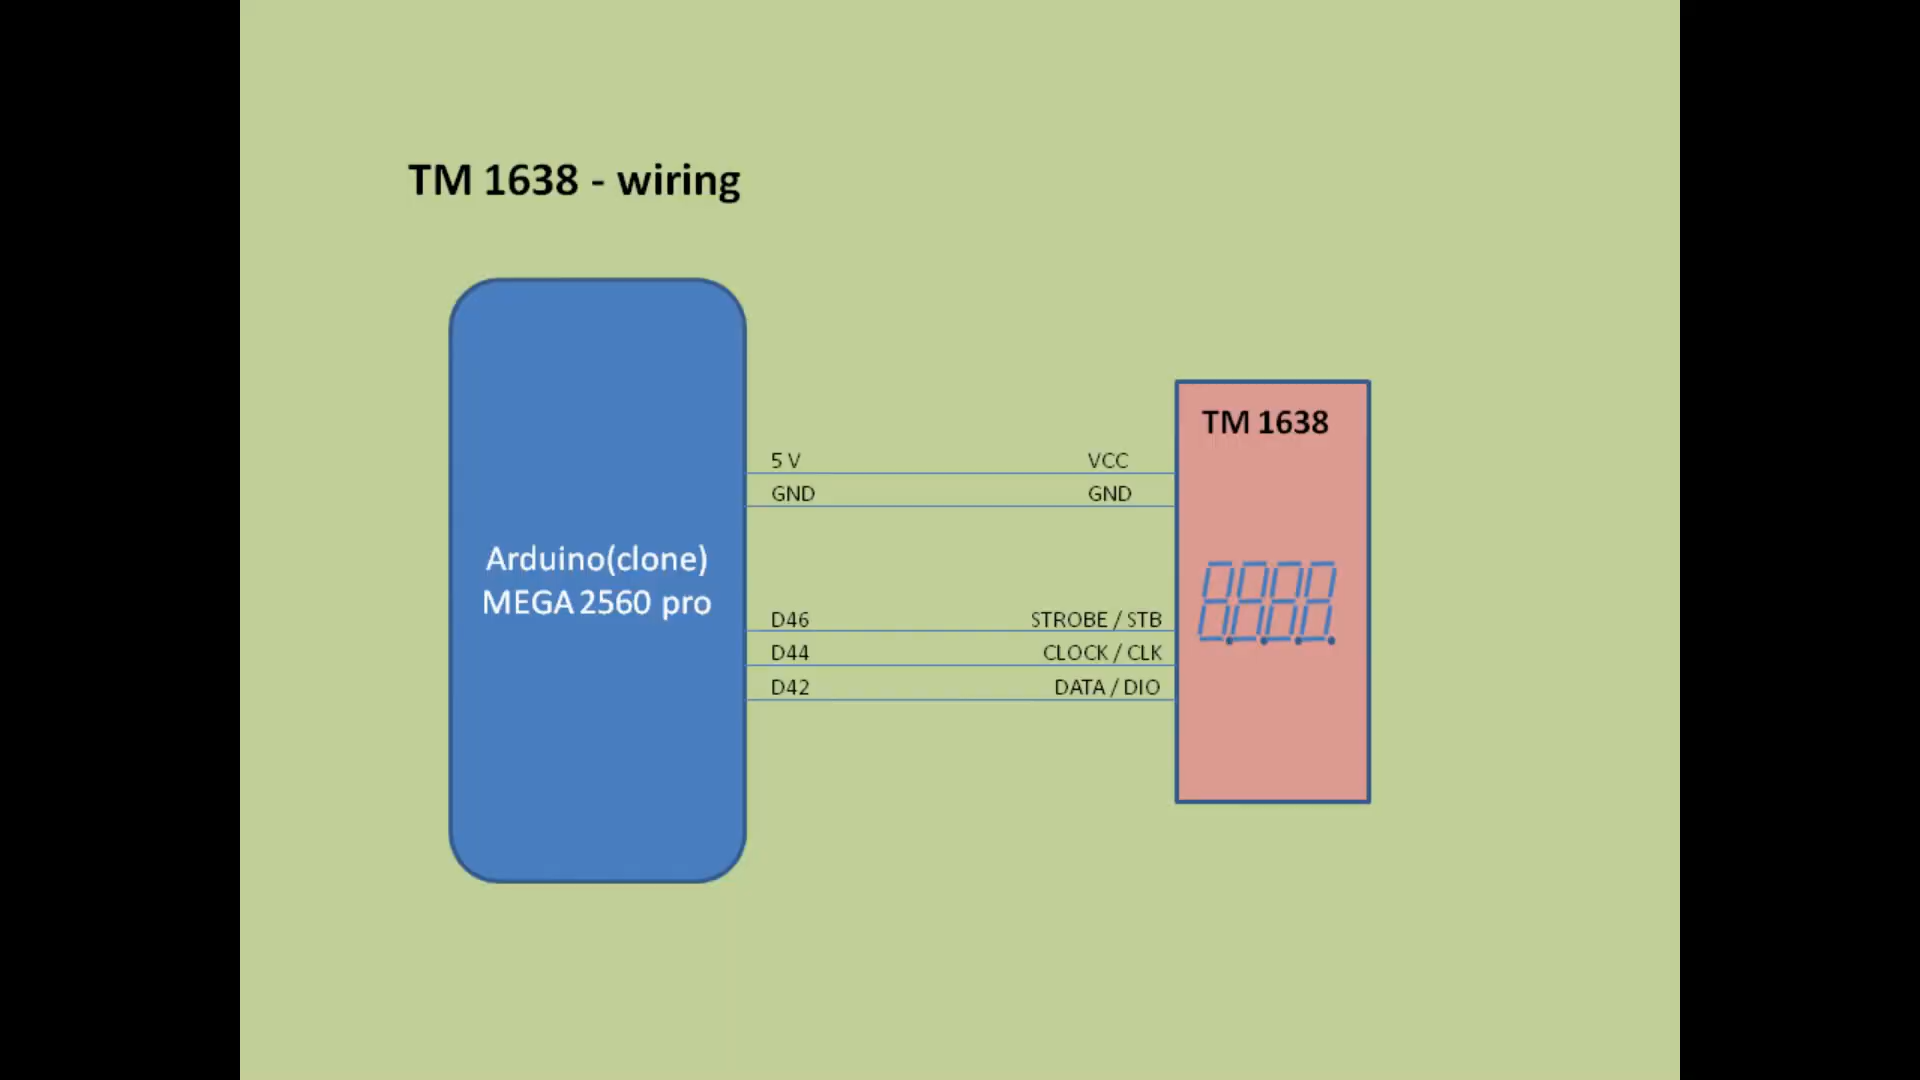 TM 1638 - wiring
TM 1638
5 V VCC
GND GND
Arduino(clone)
MEGA 2560 pro
D46 STROBE / STB
D44 CLOCK / CLK
D42 DATA / DIO